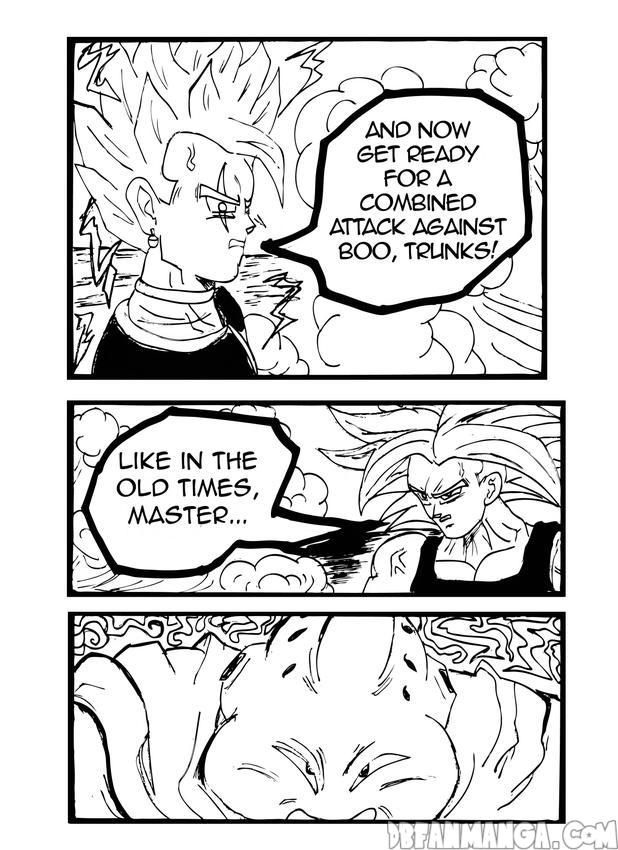 AND NOW
GET READY
FOR A
COMBINED
ATTACK AGAINST
BOO, TRUNKS!
LIKE IN THE
OLD TIMES,
MASTER...
DBFANMANGA.COM